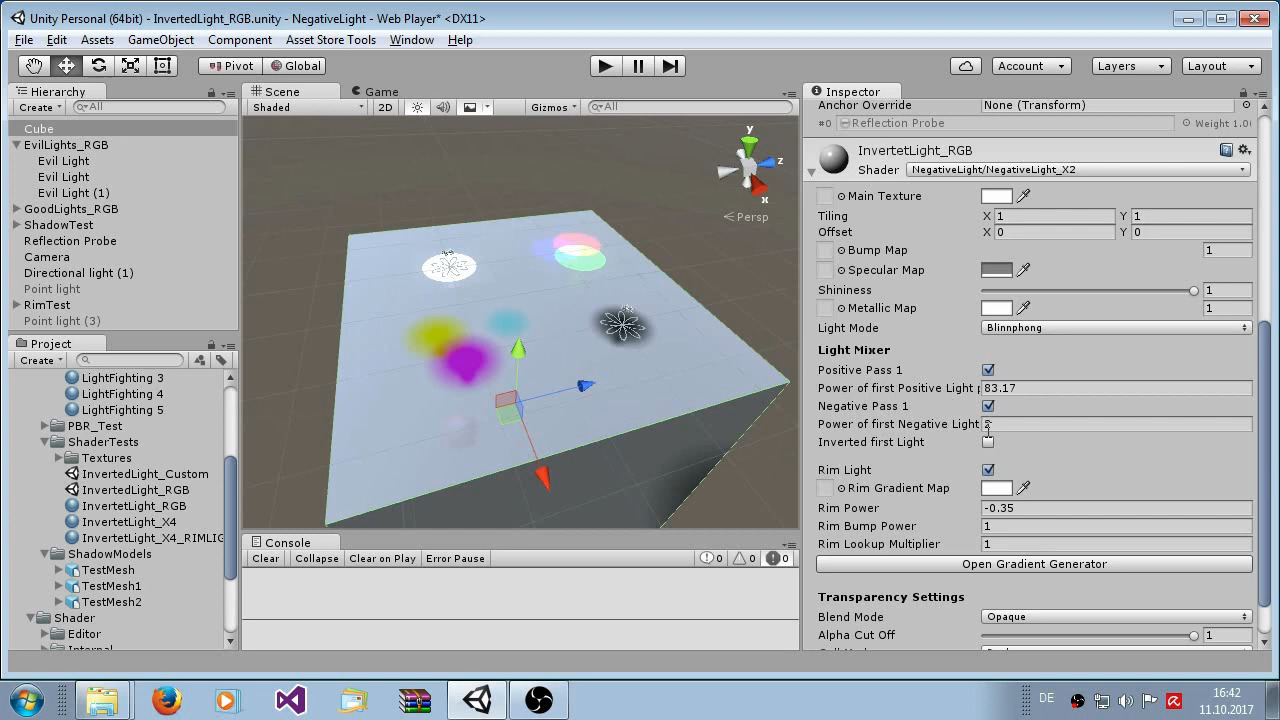 Unity Personal (64bit) - InvertedLight_RGB.unity - NegativeLight - Web Player* <DX11>
File Edit Assets GameObject Component Asset Store Tools Window Help
Pivot Global Account Layers Layout
Hierarchy
Create All
Cube
EvilLights_RGB
Evil Light
Evil Light
Evil Light (1)
GoodLights_RGB
ShadowTest
Reflection Probe
Camera
Directional light (1)
Point light
RimTest
Point light (3)
Project
Create
LightFighting 3
LightFighting 4
LightFighting 5
PBR_Test
ShaderTests
Textures
InvertedLight_Custom
InvertedLight_RGB
InvertetLight_RGB
InvertetLight_X4
InvertetLight_X4_RIMLIG
ShadowModels
TestMesh
TestMesh1
TestMesh2
Shader
Editor
Scene Game
Shaded 2D Gizmos All
y
z
x
Persp
Console
Clear Collapse Clear on Play Error Pause 0 0 0
Inspector
Anchor Override None (Transform)
#0 Reflection Probe Weight 1.0
InvertetLight_RGB
Shader NegativeLight/NegativeLight_X2
Main Texture
Tiling X 1 Y 1
Offset X 0 Y 0
Bump Map 1
Specular Map
Shininess 1
Metallic Map 1
Light Mode Blinnphong
Light Mixer
Positive Pass 1
Power of first Positive Light 83.17
Negative Pass 1
Power of first Negative Light
Inverted first Light
Rim Light
Rim Gradient Map
Rim Power -0.35
Rim Bump Power 1
Rim Lookup Multiplier 1
Open Gradient Generator
Transparency Settings
Blend Mode Opaque
Alpha Cut Off 1
DE 16:42
11.10.2017